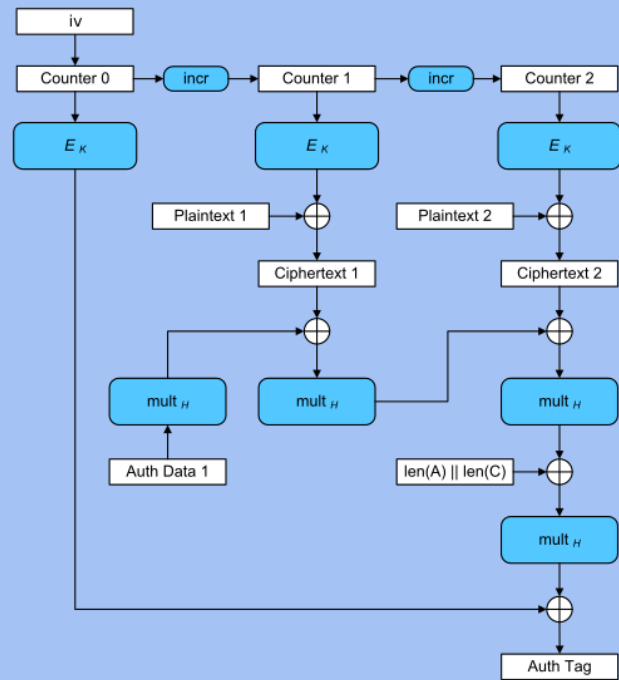 iv
Counter 0
incr
Counter 1
incr
Counter 2
E K
E K
E K
Plaintext 1
Plaintext 2
Ciphertext 1
Ciphertext 2
mult H
mult H
mult H
Auth Data 1
len(A) || len(C)
mult H
Auth Tag